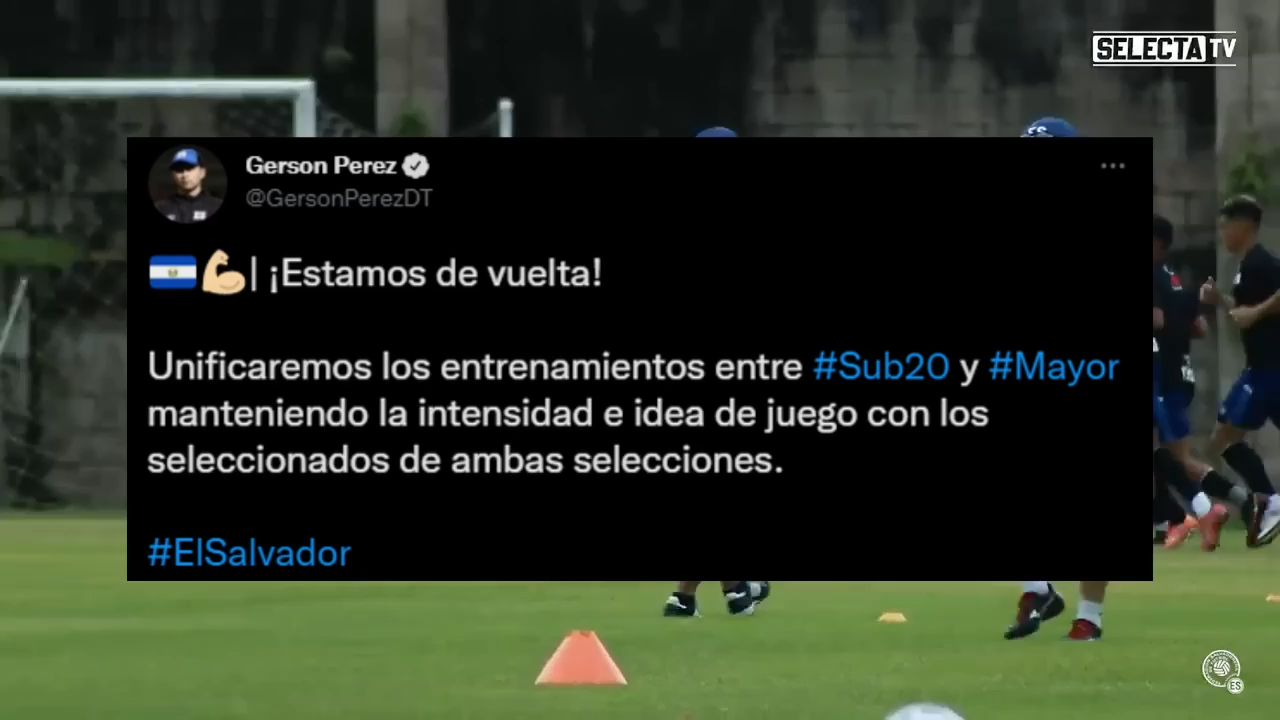 SELECTA TV
Gerson Perez
@GersonPerezDT
| ¡Estamos de vuelta!
Unificaremos los entrenamientos entre #Sub20 y #Mayor
manteniendo la intensidad e idea de juego con los
seleccionados de ambas selecciones.
#ElSalvador
ES